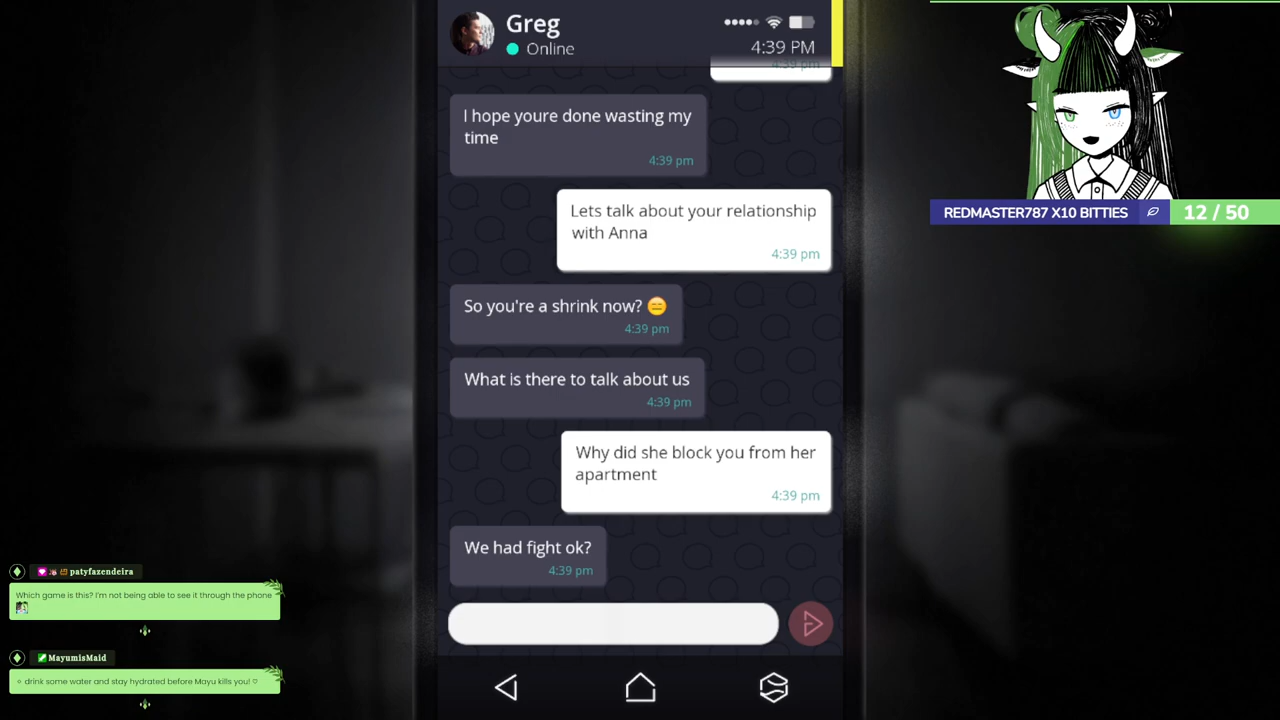 Greg
Online
4:39 PM
4:39 pm
I hope youre done wasting my
time
4:39 pm
Lets talk about your relationship
with Anna
4:39 pm
So you're a shrink now? 😑
4:39 pm
What is there to talk about us
4:39 pm
Why did she block you from her
apartment
4:39 pm
We had fight ok?
4:39 pm
REDMASTER787 X10 BITTIES
12 / 50
patyfazendeira
Which game is this? I'm not being able to see it through the phone
MayumisMaid
drink some water and stay hydrated before Mayu kills you! ♡